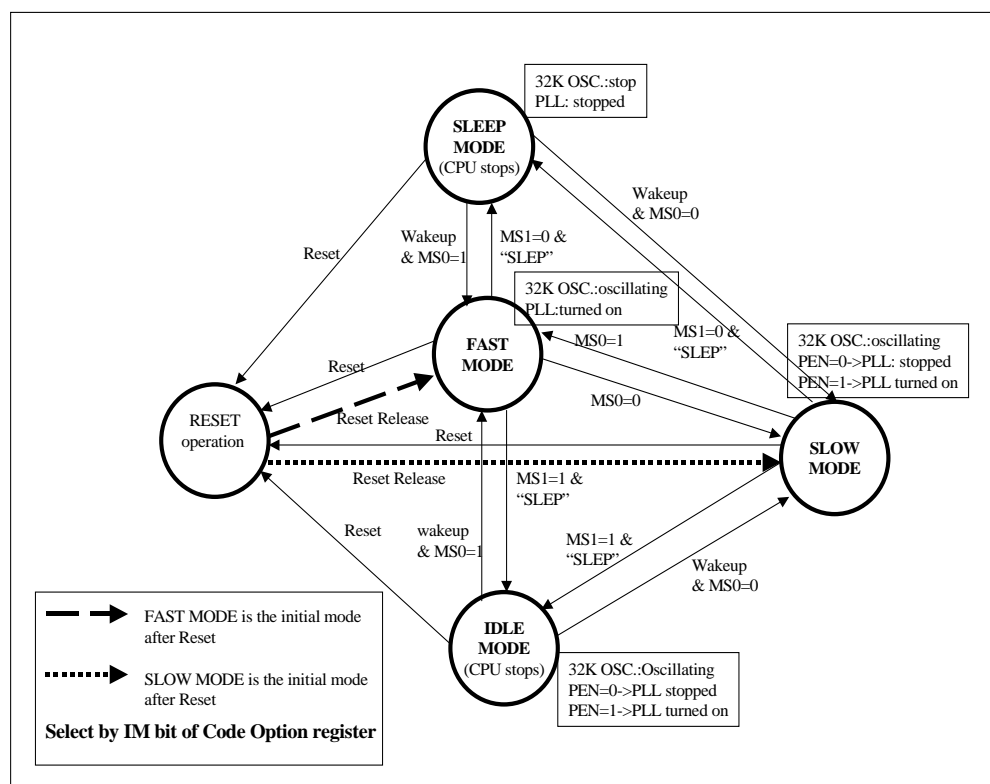 32K OSC.:stop
PLL: stopped
SLEEP
MODE
(CPU stops)
Wakeup
& MS0=0
Reset
Wakeup
& MS0=1
MS1=0 &
“SLEP”
32K OSC.:oscillating
PLL:turned on
MS1=0 &
“SLEP”
MS0=1
32K OSC.:oscillating
PEN=0->PLL: stopped
PEN=1->PLL turned on
FAST
MODE
Reset
MS0=0
RESET
operation
Reset Release
Reset
SLOW
MODE
Reset Release
MS1=1 &
“SLEP”
Reset
wakeup
& MS0=1
MS1=1 &
“SLEP”
Wakeup
& MS0=0
IDLE
MODE
(CPU stops)
32K OSC.:Oscillating
PEN=0->PLL stopped
PEN=1->PLL turned on
FAST MODE is the initial mode
after Reset
SLOW MODE is the initial mode
after Reset
Select by IM bit of Code Option register